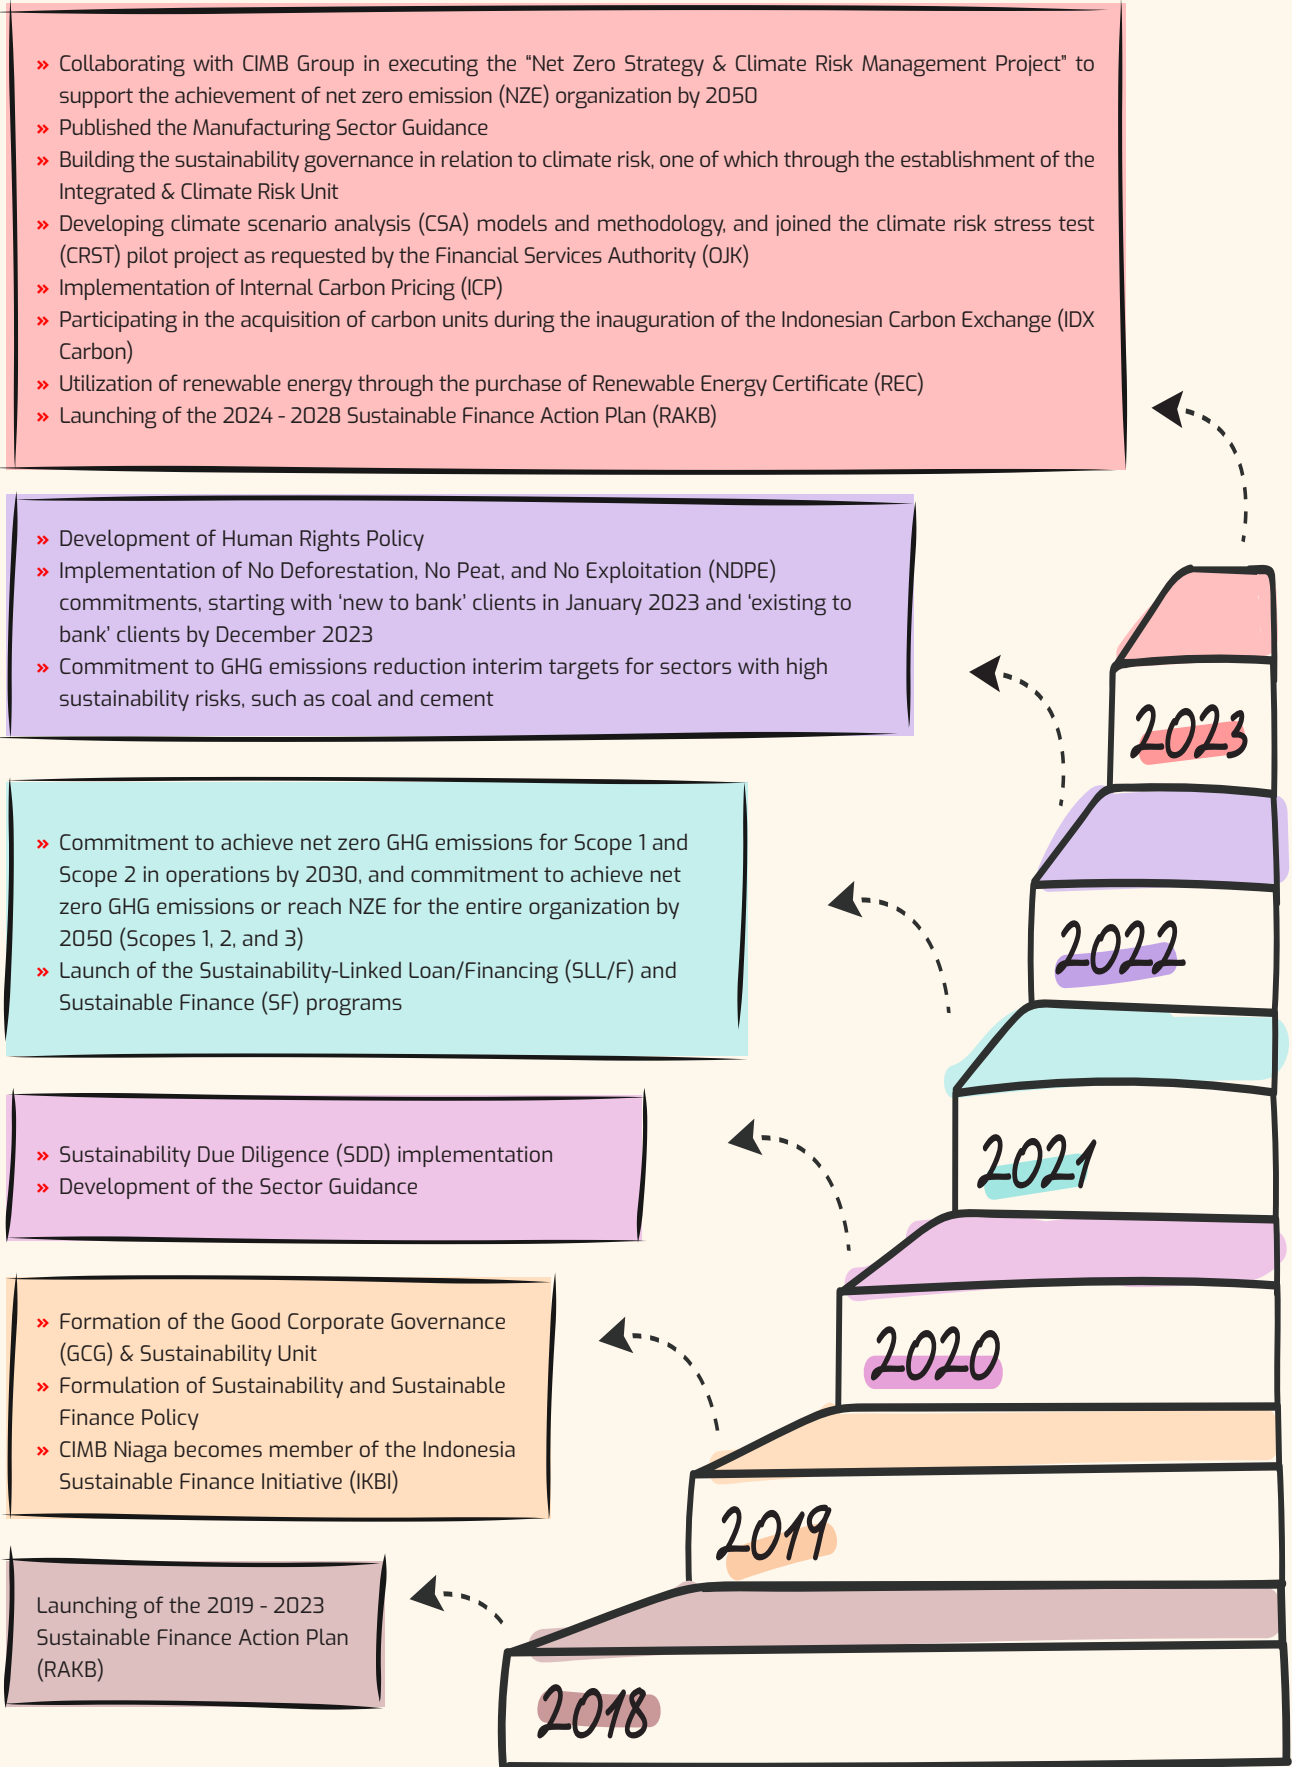 » Collaborating with CIMB Group in executing the “Net Zero Strategy & Climate Risk Management Project” to
support the achievement of net zero emission (NZE) organization by 2050
» Published the Manufacturing Sector Guidance
» Building the sustainability governance in relation to climate risk, one of which through the establishment of the
Integrated & Climate Risk Unit
» Developing climate scenario analysis (CSA) models and methodology, and joined the climate risk stress test
(CRST) pilot project as requested by the Financial Services Authority (OJK)
» Implementation of Internal Carbon Pricing (ICP)
» Participating in the acquisition of carbon units during the inauguration of the Indonesian Carbon Exchange (IDX
Carbon)
» Utilization of renewable energy through the purchase of Renewable Energy Certificate (REC)
» Launching of the 2024 - 2028 Sustainable Finance Action Plan (RAKB)
2023
» Development of Human Rights Policy
» Implementation of No Deforestation, No Peat, and No Exploitation (NDPE)
commitments, starting with ‘new to bank’ clients in January 2023 and ‘existing to
bank’ clients by December 2023
» Commitment to GHG emissions reduction interim targets for sectors with high
sustainability risks, such as coal and cement
2022
» Commitment to achieve net zero GHG emissions for Scope 1 and
Scope 2 in operations by 2030, and commitment to achieve net
zero GHG emissions or reach NZE for the entire organization by
2050 (Scopes 1, 2, and 3)
» Launch of the Sustainability-Linked Loan/Financing (SLL/F) and
Sustainable Finance (SF) programs
2021
» Sustainability Due Diligence (SDD) implementation
» Development of the Sector Guidance
2020
» Formation of the Good Corporate Governance
(GCG) & Sustainability Unit
» Formulation of Sustainability and Sustainable
Finance Policy
» CIMB Niaga becomes member of the Indonesia
Sustainable Finance Initiative (IKBI)
2019
Launching of the 2019 - 2023
Sustainable Finance Action Plan
(RAKB)
2018